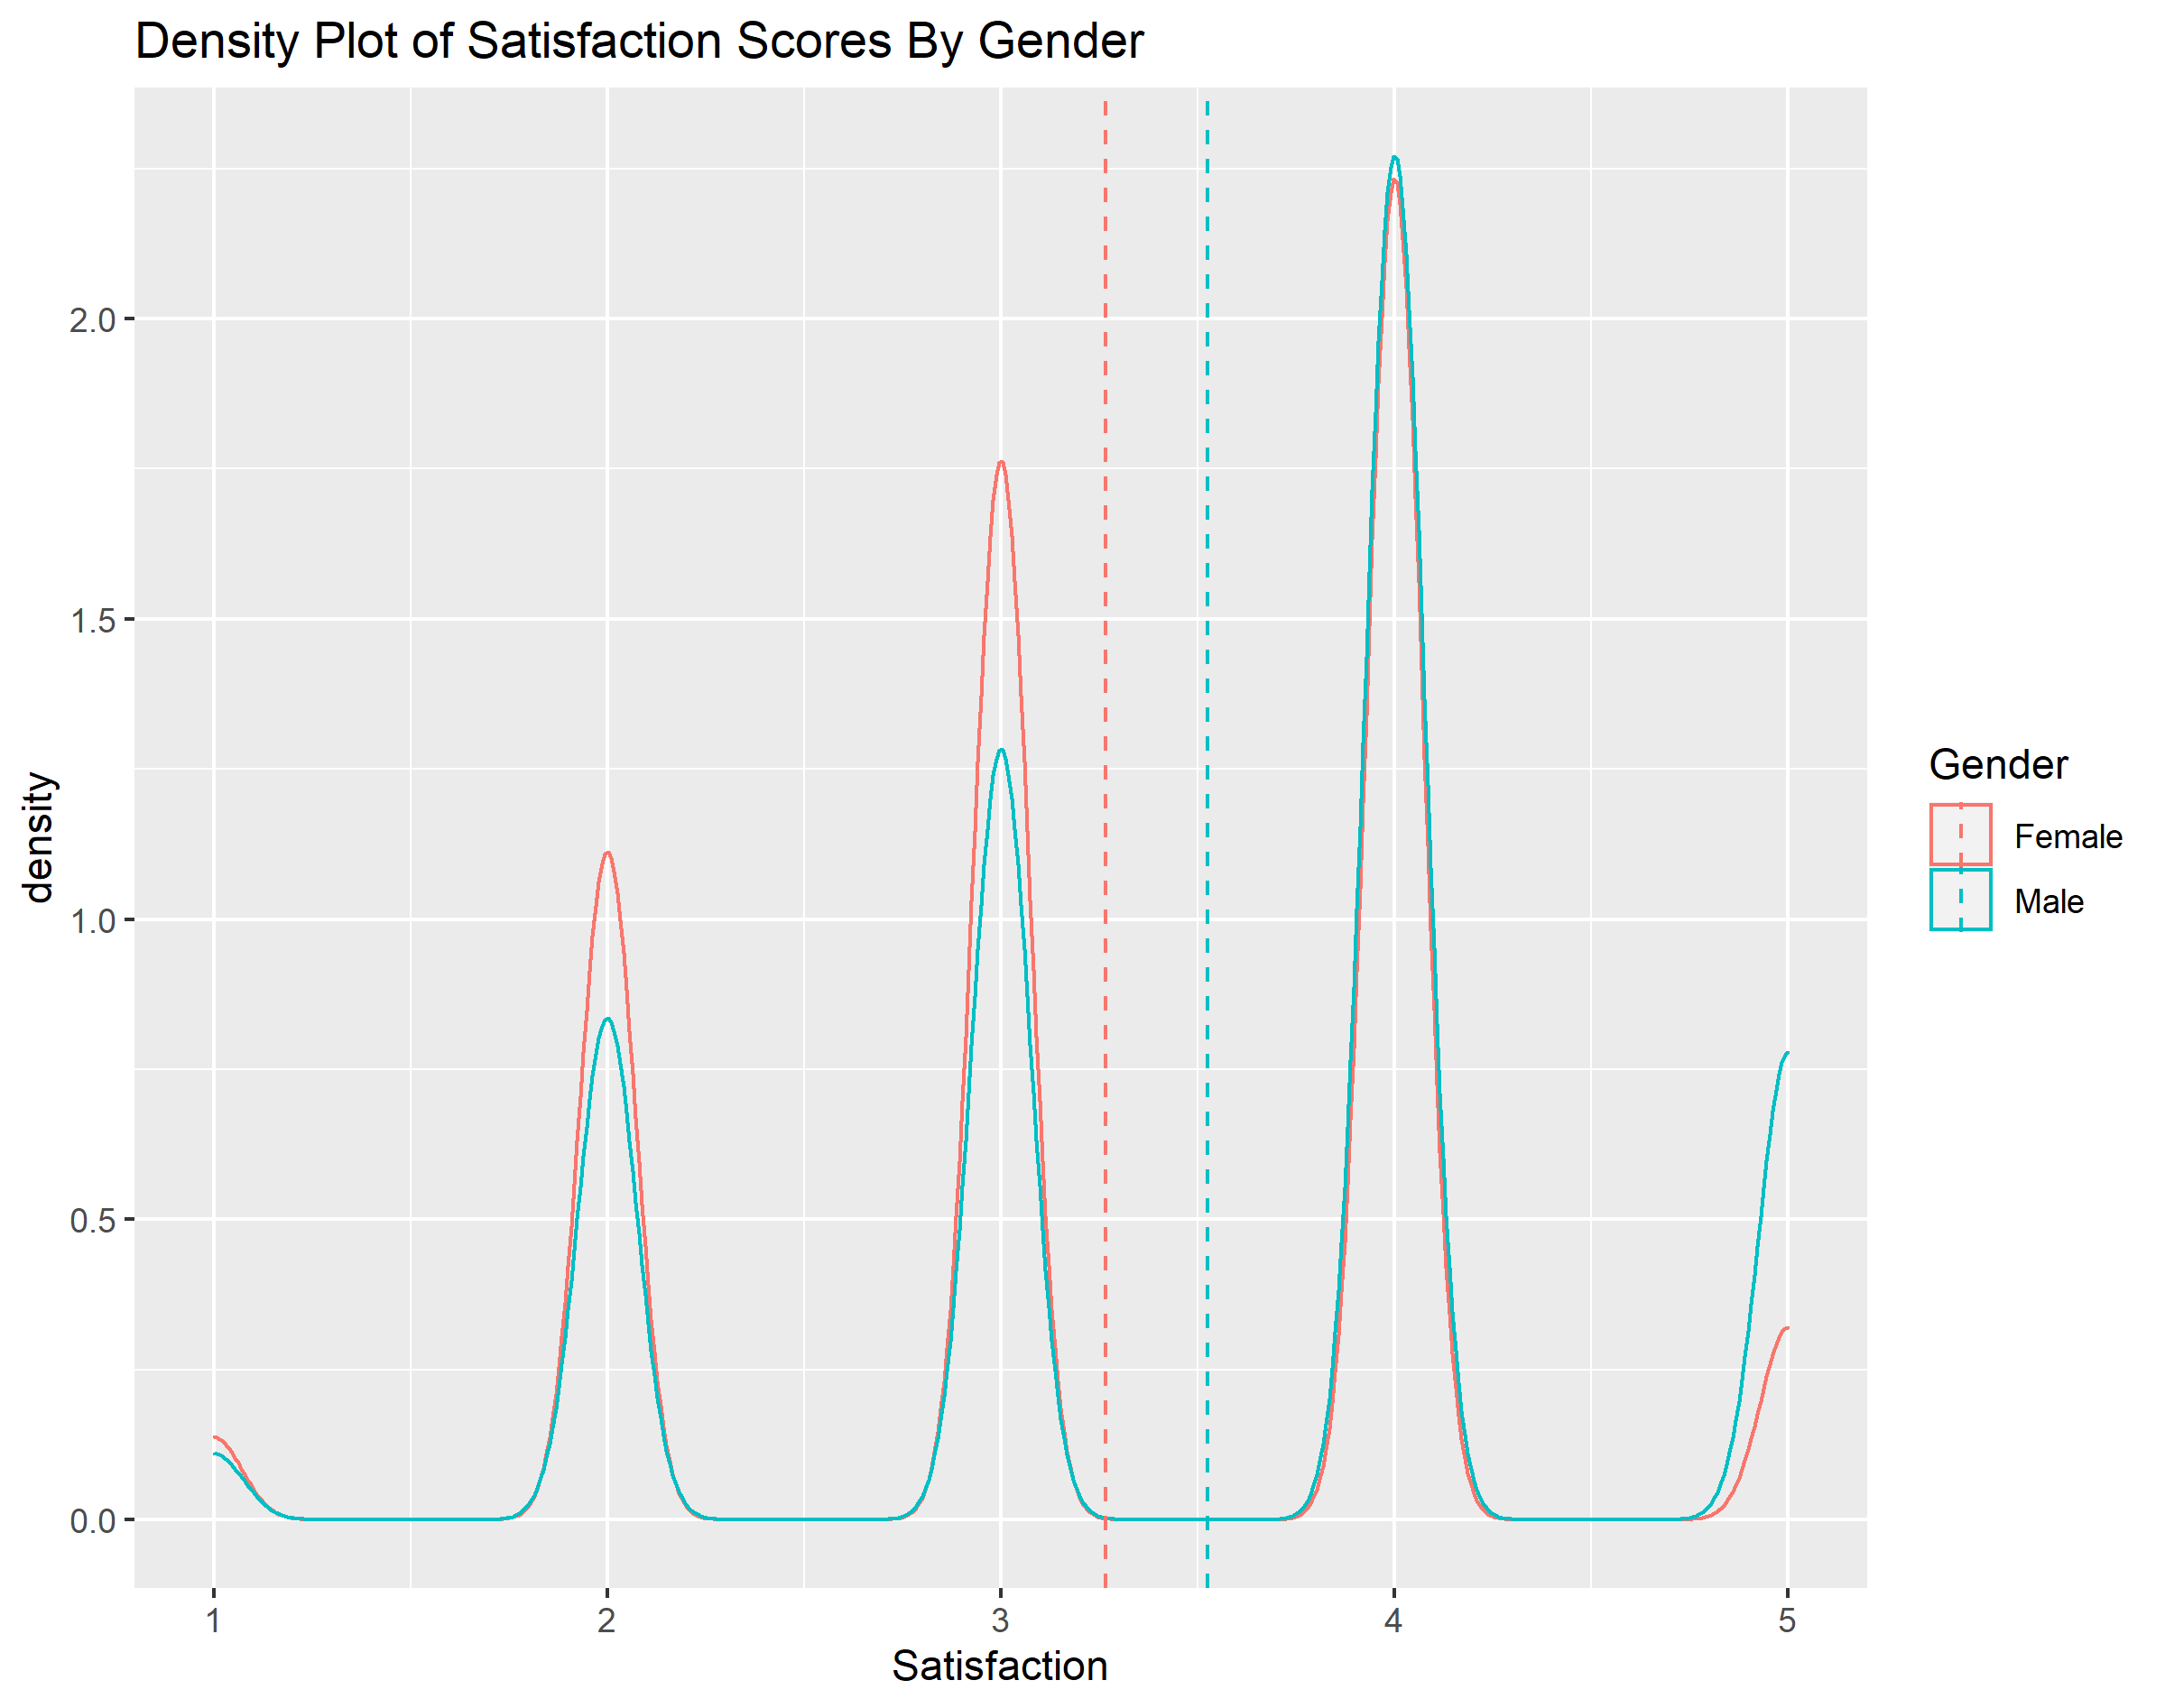 Density Plot of Satisfaction Scores By Gender
density
2.0
1.5
1.0
0.5
0.0
1 2 3 4 5
Satisfaction
Gender
Female
Male